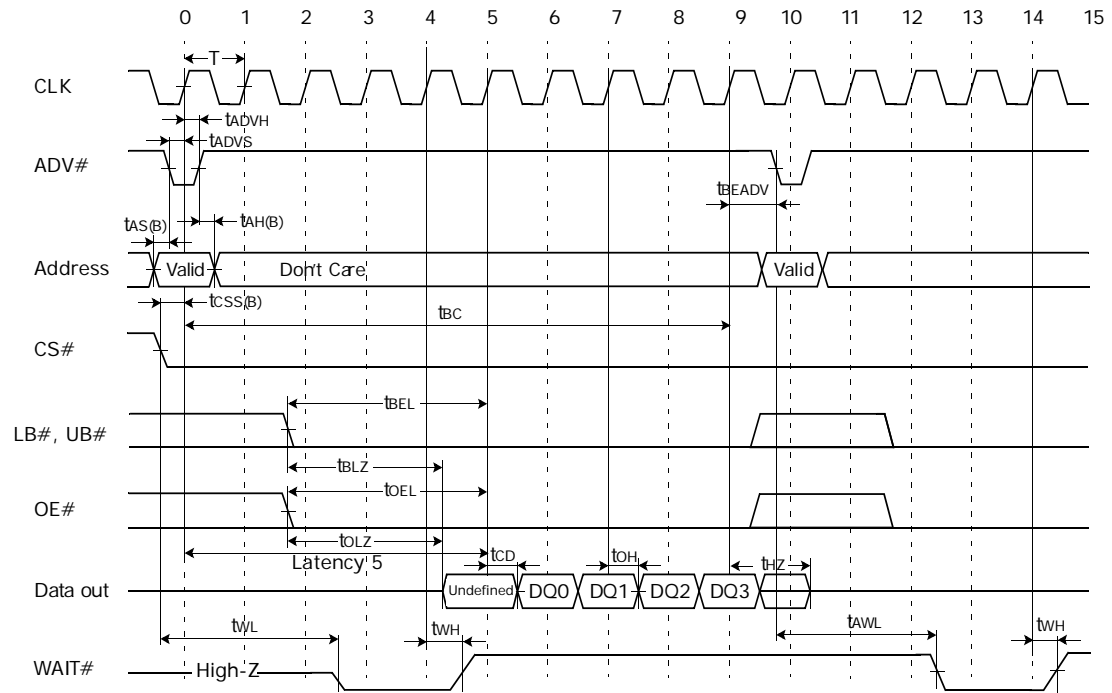 0 1 2 3 4 5 6 7 8 9 10 11 12 13 14 15
T
CLK
tADVH
tADVS
ADV#
tBEADV
tAS(B)
tAH(B)
Address
Valid
Don't Care
Valid
tCSS(B)
tBC
CS#
tBEL
LB#, UB#
tBLZ
tOEL
OE#
tOLZ
Latency 5
tCD
tOH
tHZ
Data out
Undefined
DQ0
DQ1
DQ2
DQ3
tWL
tWH
tAWL
tWH
WAIT#
High-Z